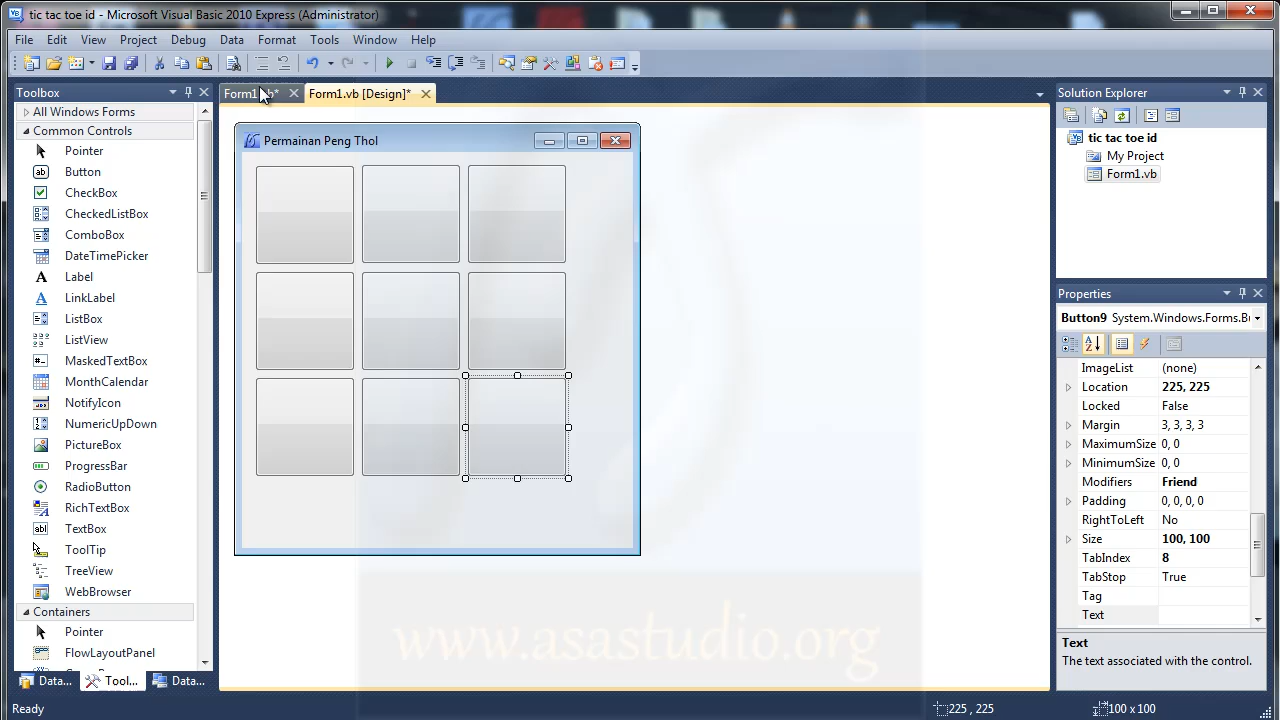 tic tac toe id - Microsoft Visual Basic 2010 Express (Administrator)
File Edit View Project Debug Data Format Tools Window Help
Toolbox
Form1.vb*
Form1.vb [Design]*
Solution Explorer
All Windows Forms
Common Controls
Pointer
Button
CheckBox
CheckedListBox
ComboBox
DateTimePicker
Label
LinkLabel
ListBox
ListView
MaskedTextBox
MonthCalendar
NotifyIcon
NumericUpDown
PictureBox
ProgressBar
RadioButton
RichTextBox
TextBox
ToolTip
TreeView
WebBrowser
Containers
Pointer
FlowLayoutPanel
Data...
Tool...
Data...
Permainan Peng Thol
www.asastudio.org
tic tac toe id
My Project
Form1.vb
Properties
Button9 System.Windows.Forms.B
ImageList (none)
Location 225, 225
Locked False
Margin 3, 3, 3, 3
MaximumSize 0, 0
MinimumSize 0, 0
Modifiers Friend
Padding 0, 0, 0, 0
RightToLeft No
Size 100, 100
TabIndex 8
TabStop True
Tag
Text
Text
The text associated with the control.
Ready
225 , 225
100 x 100